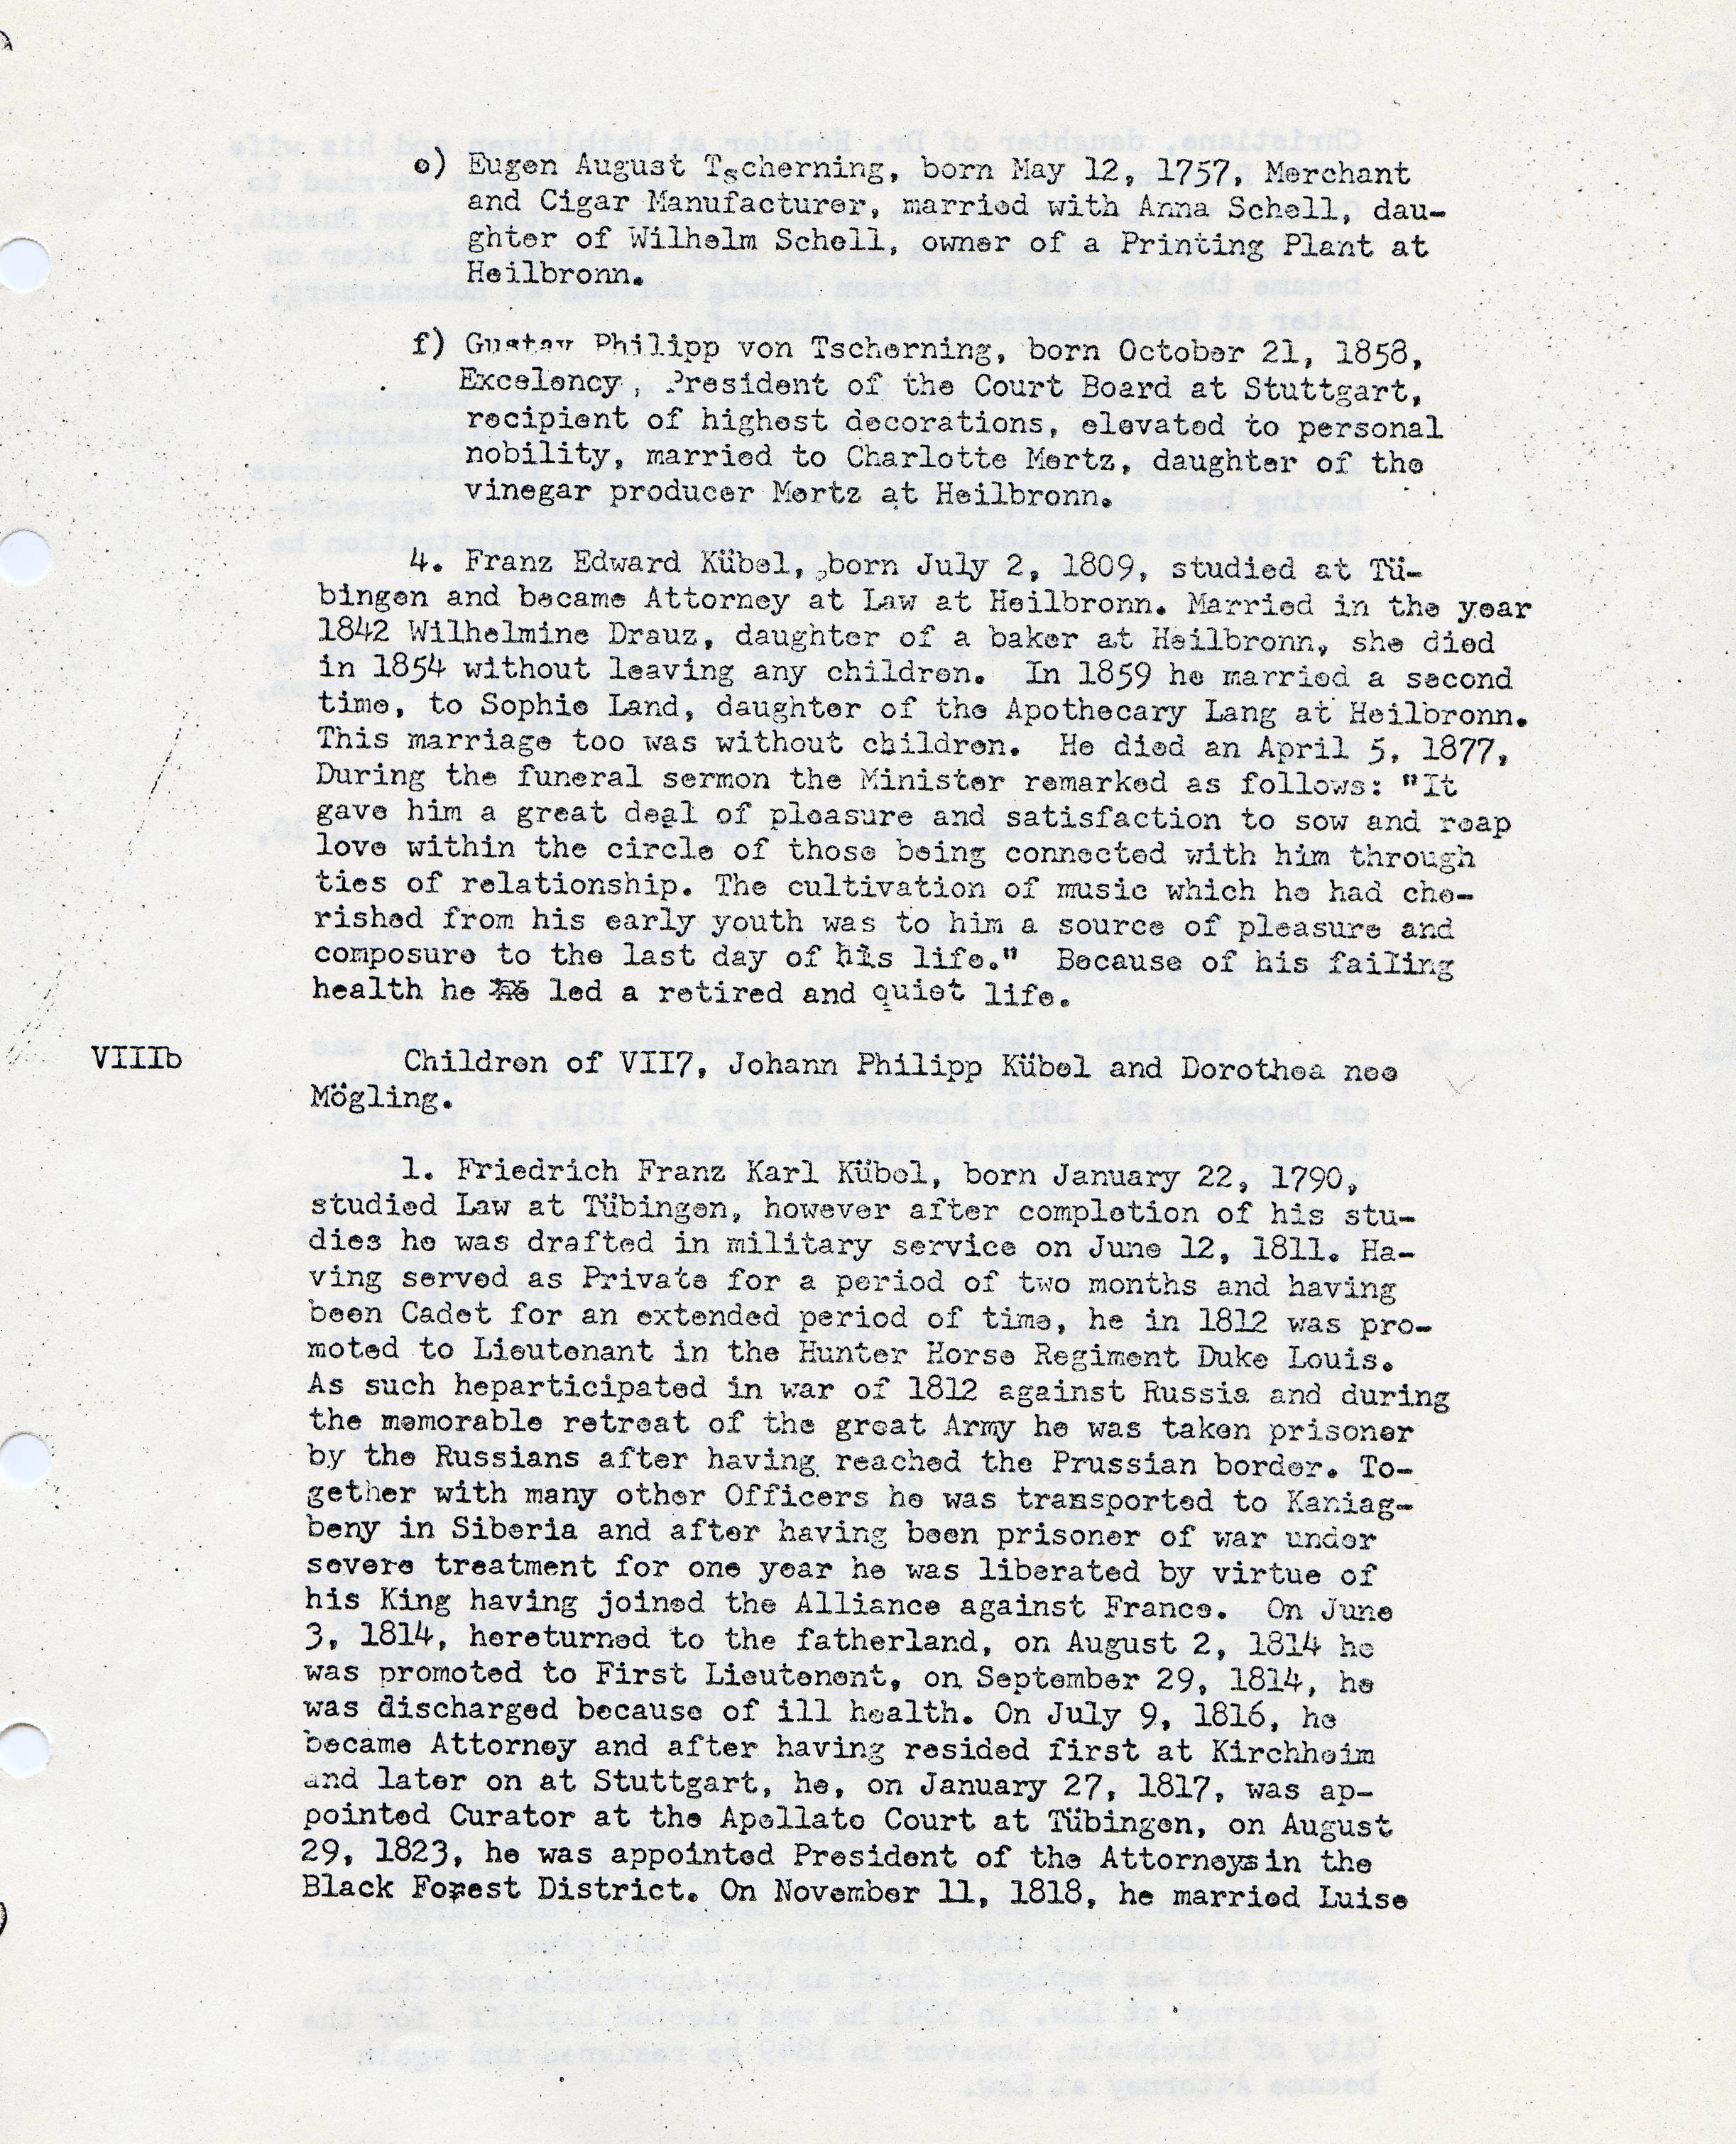 e) Eugen August Tscherning, born May 12, 1757, Merchant
and Cigar Manufacturer, married with Anna Schell, dau-
ghter of Wilhelm Schell, owner of a Printing Plant at
Heilbronn.
f) Gustav Philipp von Tscherning, born October 21, 1858,
Excelency, President of the Court Board at Stuttgart,
recipient of highest decorations, elevated to personal
nobility, married to Charlotte Mertz, daughter of the
vinegar producer Mertz at Heilbronn.
4. Franz Edward Kübel, born July 2, 1809, studied at Tü-
bingen and became Attorney at Law at Heilbronn. Married in the year
1842 Wilhelmine Drauz, daughter of a baker at Heilbronn, she died
in 1854 without leaving any children. In 1859 he married a second
time, to Sophie Land, daughter of the Apothecary Lang at Heilbronn.
This marriage too was without children. He died an April 5, 1877,
During the funeral sermon the Minister remarked as follows: "It
gave him a great deal of pleasure and satisfaction to sow and reap
love within the circle of those being connected with him through
ties of relationship. The cultivation of music which he had che-
rished from his early youth was to him a source of pleasure and
composure to the last day of his life." Because of his failing
health he led a retired and quiet life.
VIIIb Children of VII7, Johann Philipp Kübel and Dorothea nee
Mögling.
1. Friedrich Franz Karl Kübel, born January 22, 1790,
studied Law at Tübingen, however after completion of his stu-
dies he was drafted in military service on June 12, 1811. Ha-
ving served as Private for a period of two months and having
been Cadet for an extended period of time, he in 1812 was pro-
moted to Lieutenant in the Hunter Horse Regiment Duke Louis.
As such heparticipated in war of 1812 against Russia and during
the memorable retreat of the great Army he was taken prisoner
by the Russians after having reached the Prussian border. To-
gether with many other Officers he was transported to Kaniag-
beny in Siberia and after having been prisoner of war under
severe treatment for one year he was liberated by virtue of
his King having joined the Alliance against France. On June
3, 1814, hereturned to the fatherland, on August 2, 1814 he
was promoted to First Lieutenent, on September 29, 1814, he
was discharged because of ill health. On July 9, 1816, he
became Attorney and after having resided first at Kirchheim
and later on at Stuttgart, he, on January 27, 1817, was ap-
pointed Curator at the Apellate Court at Tübingen, on August
29, 1823, he was appointed President of the Attorneys in the
Black Forest District. On November 11, 1818, he married Luise